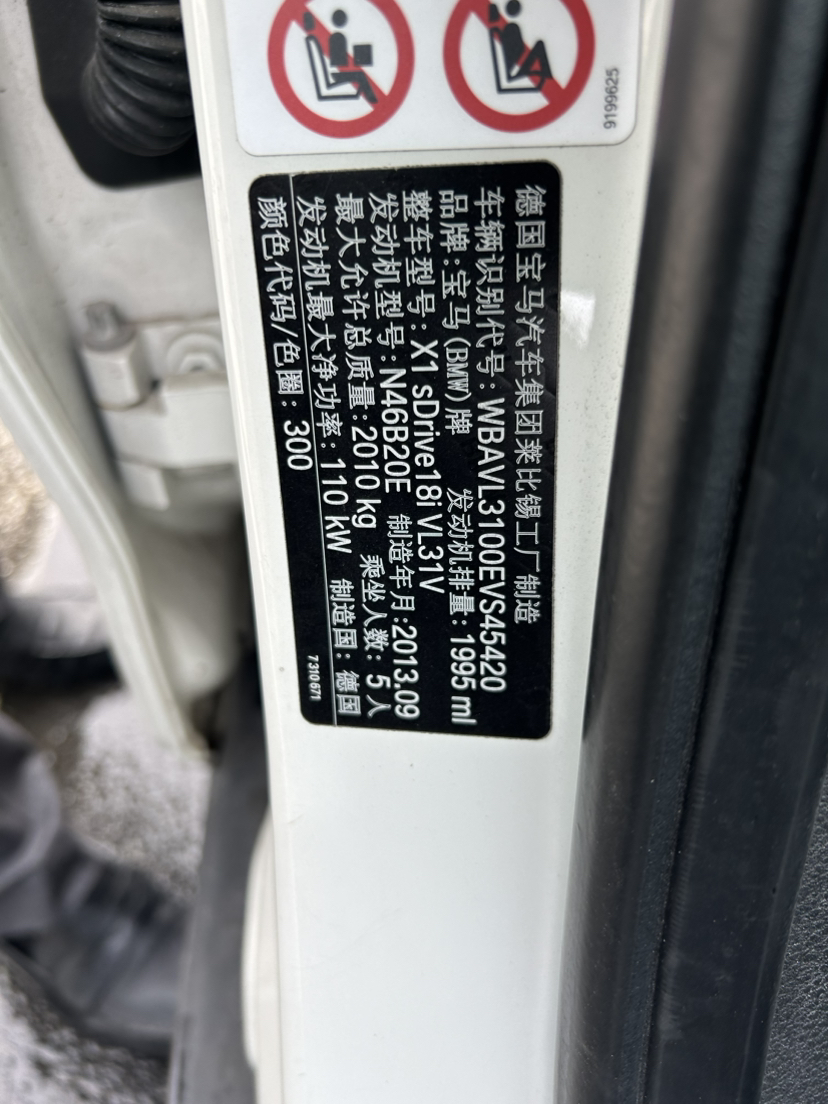 9199625
德国宝马汽车集团莱比锡工厂 制造
车辆识别代号: WBAVL3100EVS45420
品牌:宝马(BMW)牌 发动机排量: 1995 ml
整车型号: X1 sDrive18i VL31V
发动机型号: N46B20E 制造年月:2013.09
最大允许总质量: 2010 kg 乘坐人数: 5 人
发动机最大净功率: 110 kW 制造国: 德国
颜色代码/色圈: 300
7 310 671